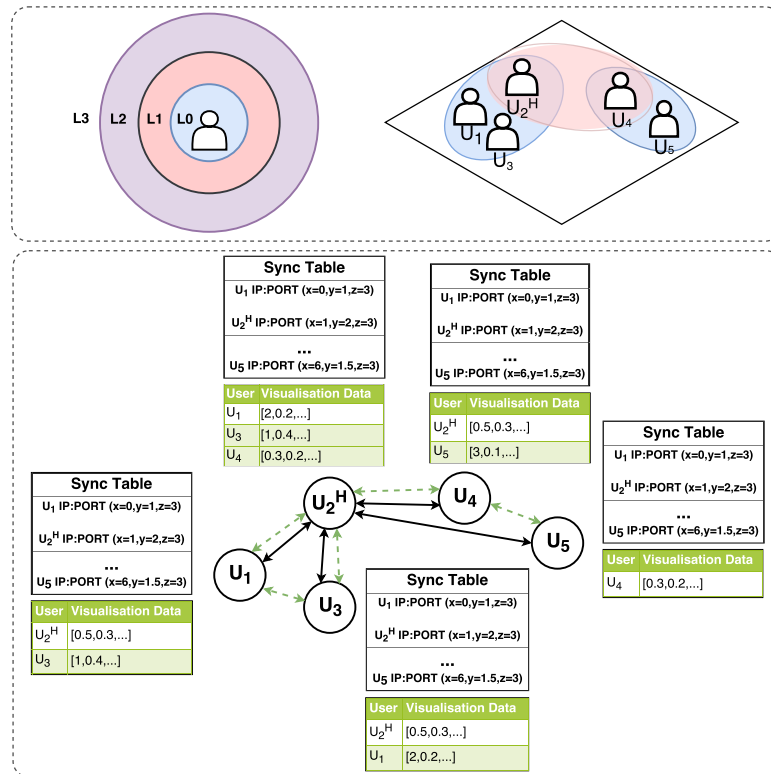 L3 L2 L1 L0
U₂ᴴ
U₄
U₁
U₅
U₃
Sync Table
U₁ IP:PORT (x=0,y=1,z=3)
U₂ᴴ IP:PORT (x=1,y=2,z=3)
...
U₅ IP:PORT (x=6,y=1.5,z=3)
User Visualisation Data
U₁ [2,0.2,...]
U₃ [1,0.4,...]
U₄ [0.3,0.2,...]
Sync Table
U₁ IP:PORT (x=0,y=1,z=3)
U₂ᴴ IP:PORT (x=1,y=2,z=3)
...
U₅ IP:PORT (x=6,y=1.5,z=3)
User Visualisation Data
U₂ᴴ [0.5,0.3,...]
U₅ [3,0.1,...]
Sync Table
U₁ IP:PORT (x=0,y=1,z=3)
U₂ᴴ IP:PORT (x=1,y=2,z=3)
...
U₅ IP:PORT (x=6,y=1.5,z=3)
User Visualisation Data
U₄ [0.3,0.2,...]
Sync Table
U₁ IP:PORT (x=0,y=1,z=3)
U₂ᴴ IP:PORT (x=1,y=2,z=3)
...
U₅ IP:PORT (x=6,y=1.5,z=3)
User Visualisation Data
U₂ᴴ [0.5,0.3,...]
U₃ [1,0.4,...]
U₂ᴴ
U₄
U₅
U₁
U₃
Sync Table
U₁ IP:PORT (x=0,y=1,z=3)
U₂ᴴ IP:PORT (x=1,y=2,z=3)
...
U₅ IP:PORT (x=6,y=1.5,z=3)
User Visualisation Data
U₂ᴴ [0.5,0.3,...]
U₁ [2,0.2,...]